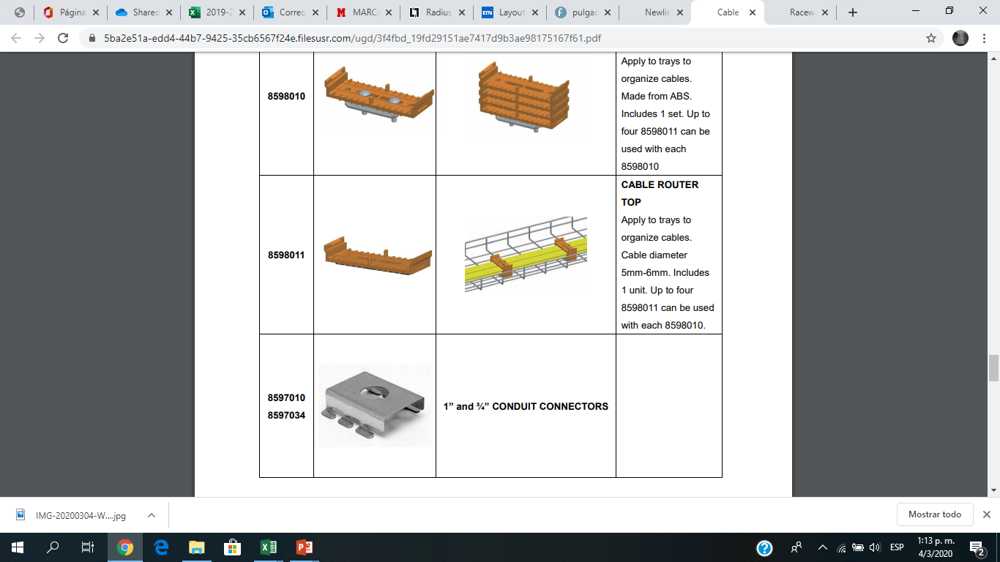 Página
Shared
2019-2
Correo
MARCA
Radius
Layout
pulgad
Newlin
Cable
Racew
5ba2e51a-edd4-44b7-9425-35cb6567f24e.filesusr.com/ugd/3f4fbd_19fd29151ae7417d9b3ae98175167f61.pdf
8598010
Apply to trays to
organize cables.
Made from ABS.
Includes 1 set. Up to
four 8598011 can be
used with each
8598010
8598011
CABLE ROUTER
TOP
Apply to trays to
organize cables.
Cable diameter
5mm-6mm. Includes
1 unit. Up to four
8598011 can be used
with each 8598010.
8597010
8597034
1” and ¾” CONDUIT CONNECTORS
IMG-20200304-W....jpg
Mostrar todo
ESP
1:13 p. m.
4/3/2020
2